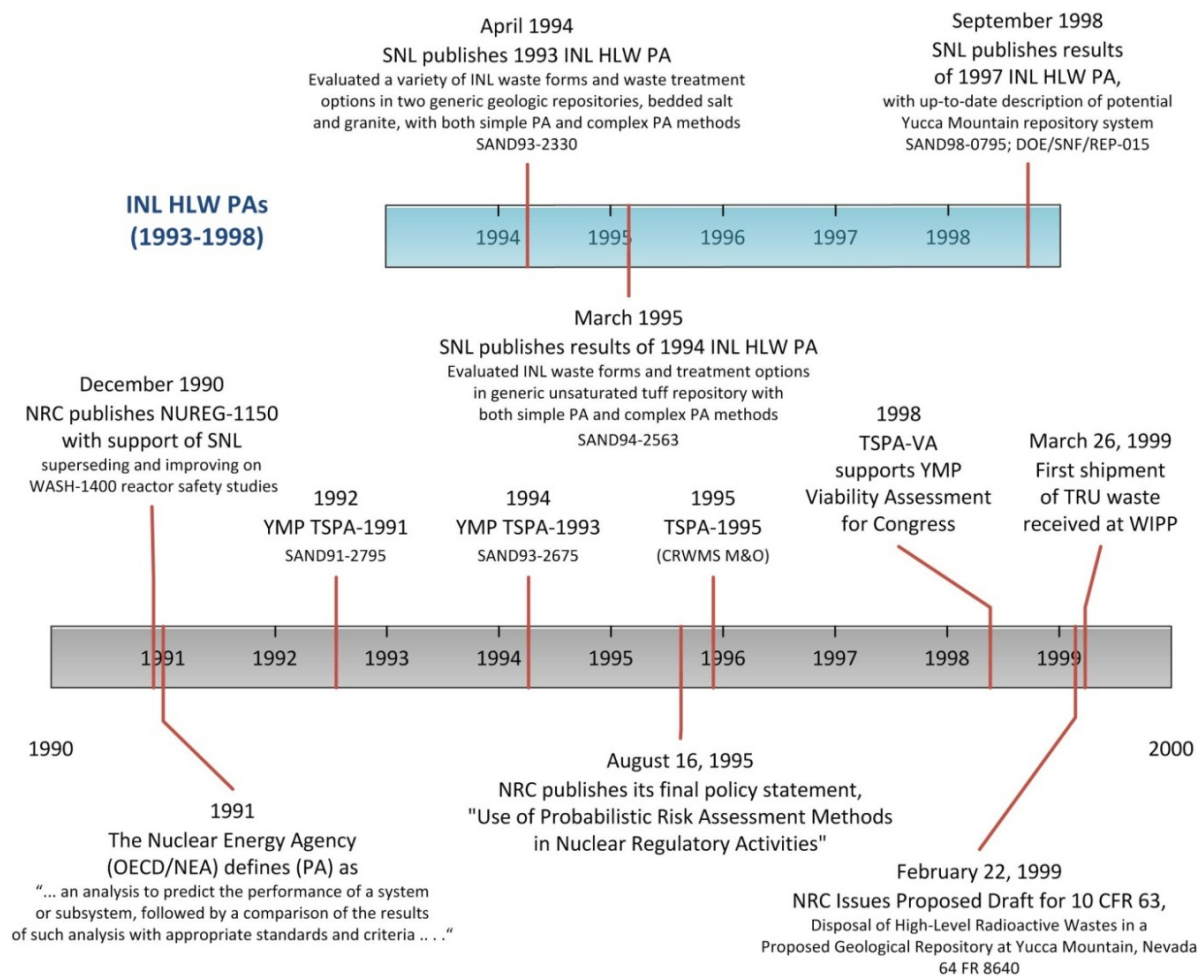 April 1994
SNL publishes 1993 INL HLW PA
Evaluated a variety of INL waste forms and waste treatment
options in two generic geologic repositories, bedded salt
and granite, with both simple PA and complex PA methods
SAND93-2330
September 1998
SNL publishes results
of 1997 INL HLW PA,
with up-to-date description of potential
Yucca Mountain repository system
SAND98-0795; DOE/SNF/REP-015
INL HLW PAs
(1993-1998)
1994
1995
1996
1997
1998
March 1995
SNL publishes results of 1994 INL HLW PA
Evaluated INL waste forms and treatment options
in generic unsaturated tuff repository with
both simple PA and complex PA methods
SAND94-2563
December 1990
NRC publishes NUREG-1150
with support of SNL
superseding and improving on
WASH-1400 reactor safety studies
1992
YMP TSPA-1991
SAND91-2795
1994
YMP TSPA-1993
SAND93-2675
1995
TSPA-1995
(CRWMS M&O)
1998
TSPA-VA
supports YMP
Viability Assessment
for Congress
March 26, 1999
First shipment
of TRU waste
received at WIPP
1991
1992
1993
1994
1995
1996
1997
1998
1999
1990
2000
1991
The Nuclear Energy Agency
(OECD/NEA) defines (PA) as
“... an analysis to predict the performance of a system
or subsystem, followed by a comparison of the results
of such analysis with appropriate standards and criteria .. . .“
August 16, 1995
NRC publishes its final policy statement,
"Use of Probabilistic Risk Assessment Methods
in Nuclear Regulatory Activities"
February 22, 1999
NRC Issues Proposed Draft for 10 CFR 63,
Disposal of High-Level Radioactive Wastes in a
Proposed Geological Repository at Yucca Mountain, Nevada
64 FR 8640